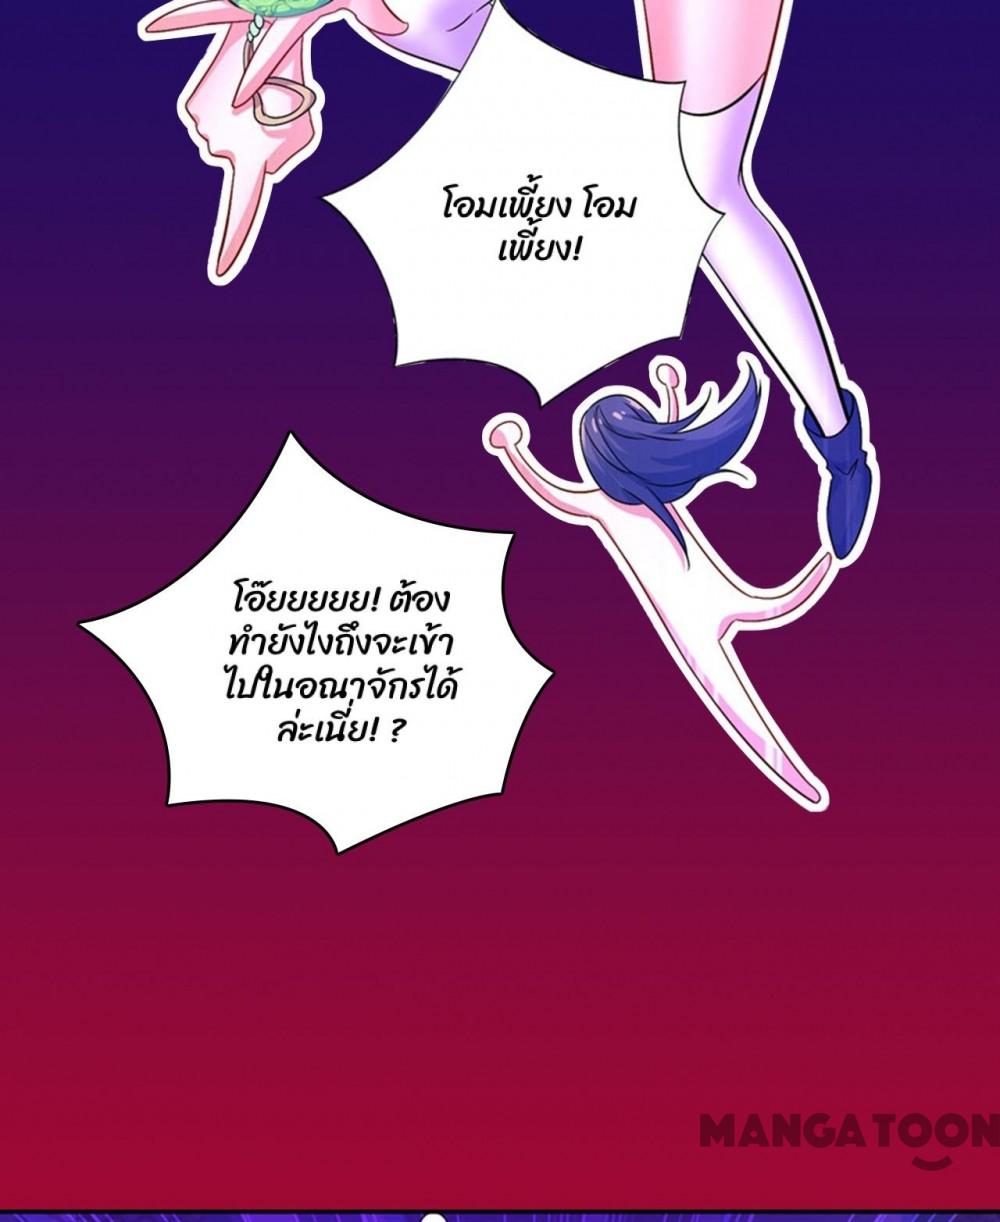 โอมเพี้ยง โอม
เพี้ยง!
โอ๊ยยยยย! ต้อง
ทำยังไงถึงจะเข้า
ไปในอณาจักรได้
ล่ะเนี่ย! ?
MANGATOON